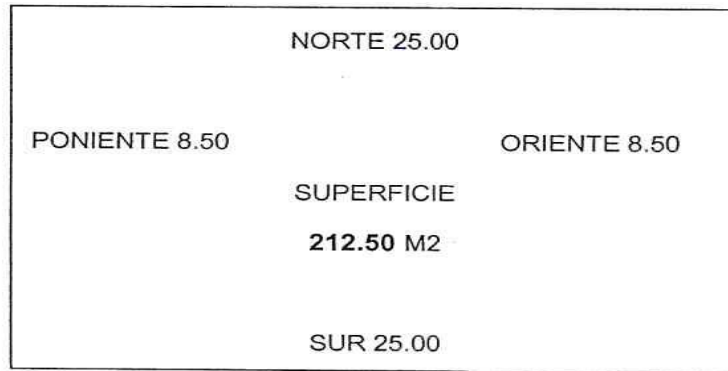 NORTE 25.00
PONIENTE 8.50
ORIENTE 8.50
SUPERFICIE
212.50 M2
SUR 25.00